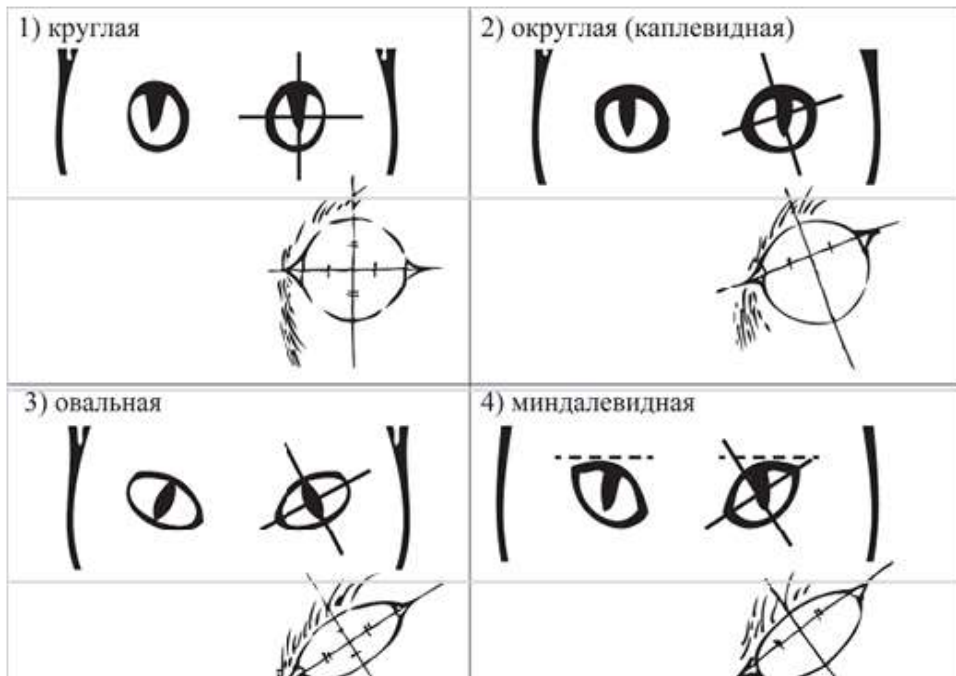 1) круглая
2) округлая (каплевидная)
3) овальная
4) миндалевидная